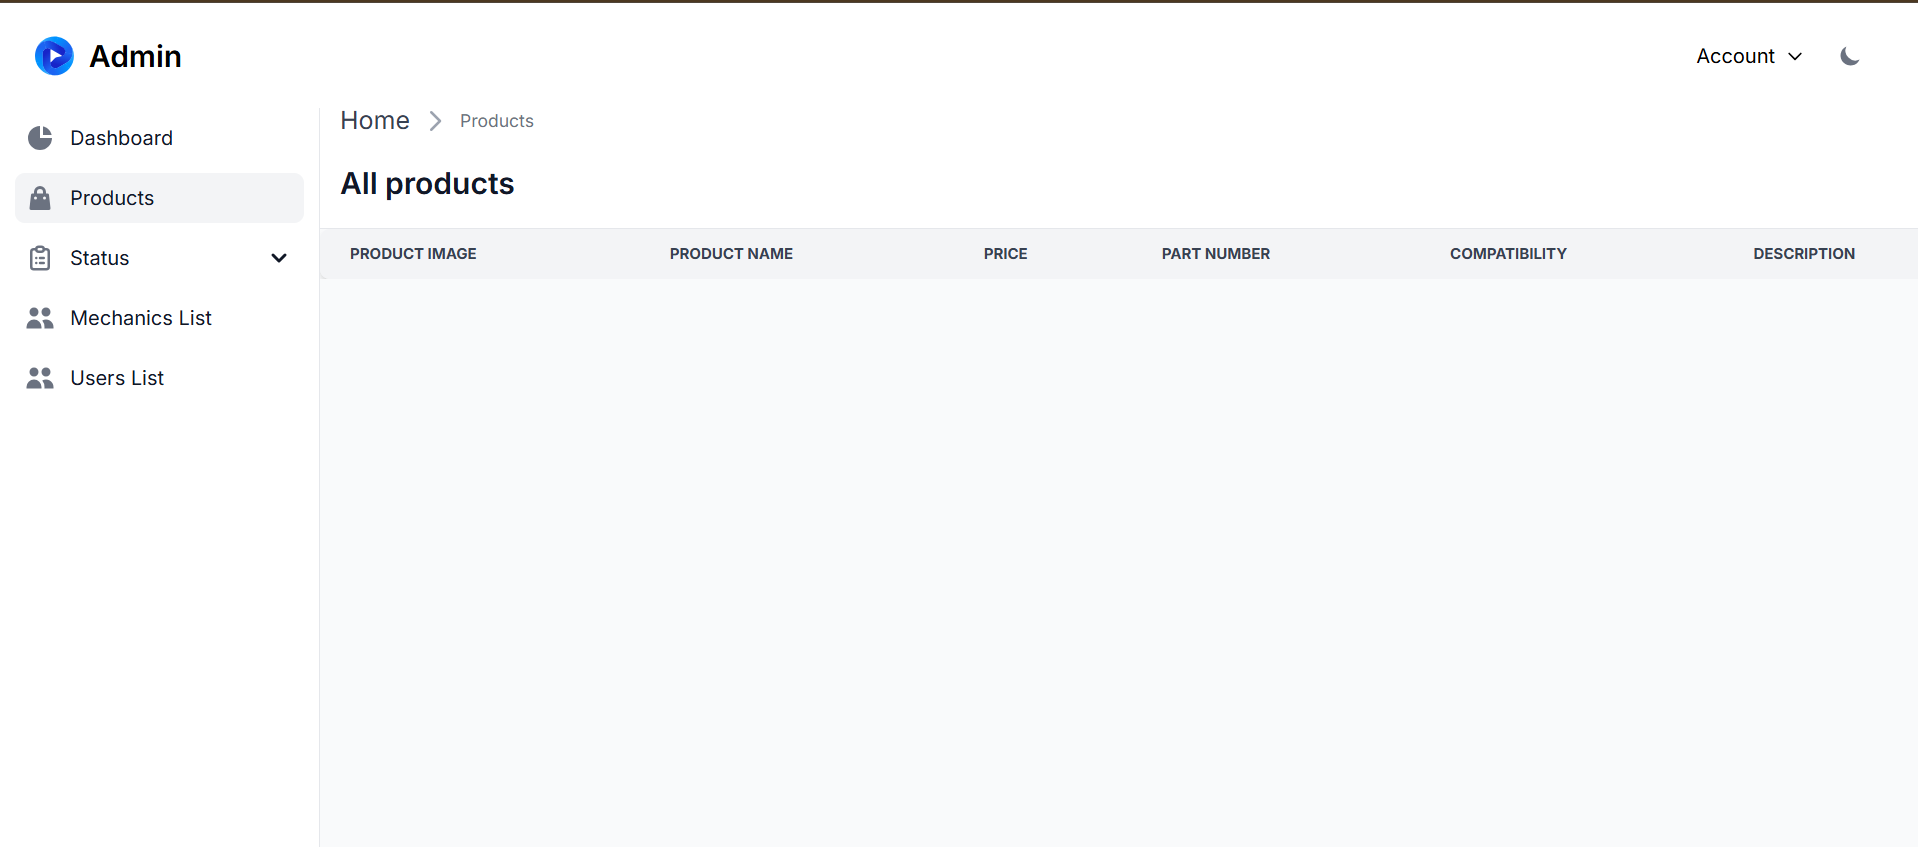 Admin
Account
Dashboard
Products
Status
Mechanics List
Users List
Home
Products
All products
PRODUCT IMAGE PRODUCT NAME PRICE PART NUMBER COMPATIBILITY DESCRIPTION